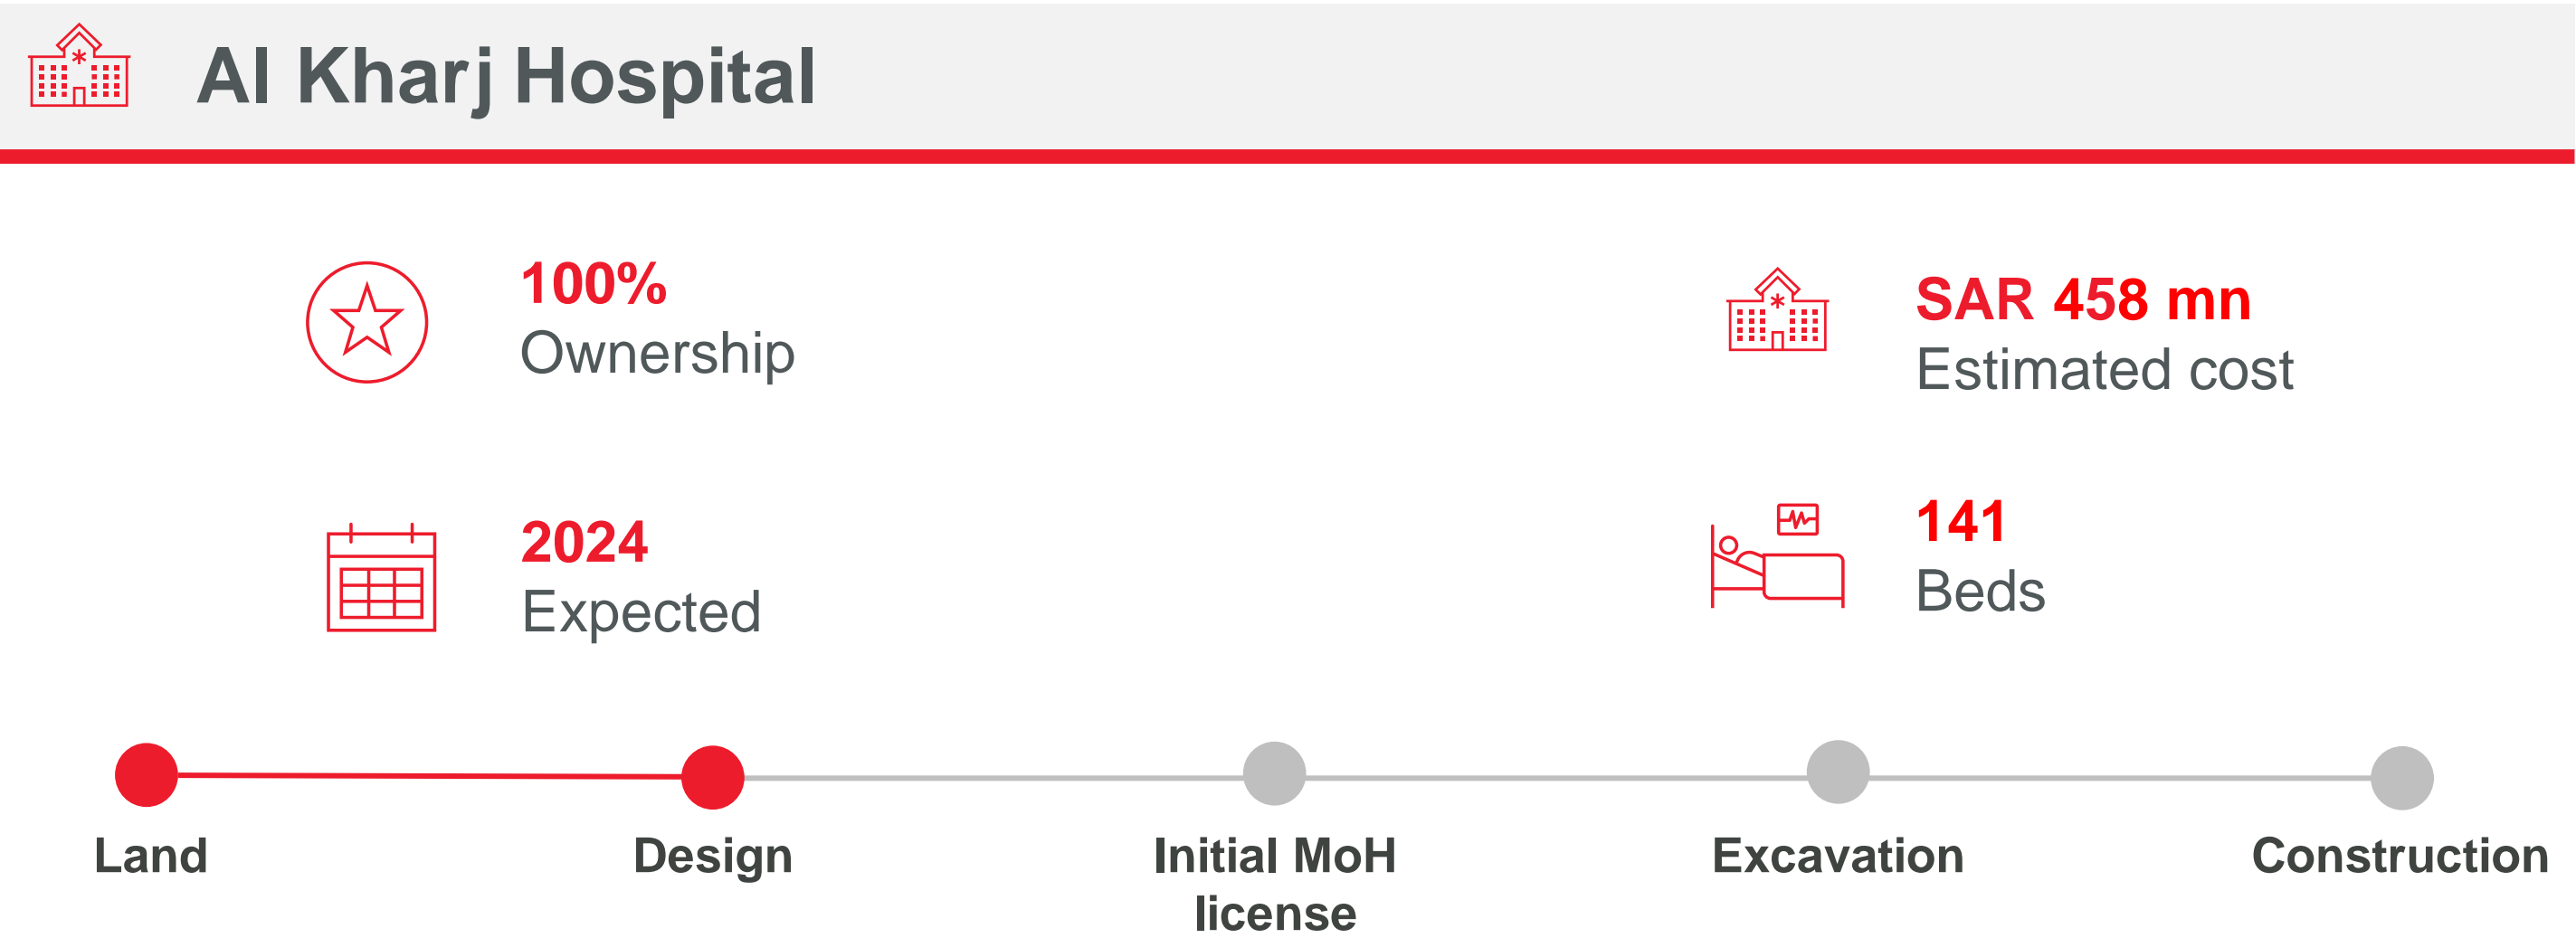 Al Kharj Hospital
100%
Ownership
SAR 458 mn
Estimated cost
2024
Expected
141
Beds
Land
Design
Initial MoH
license
Excavation
Construction